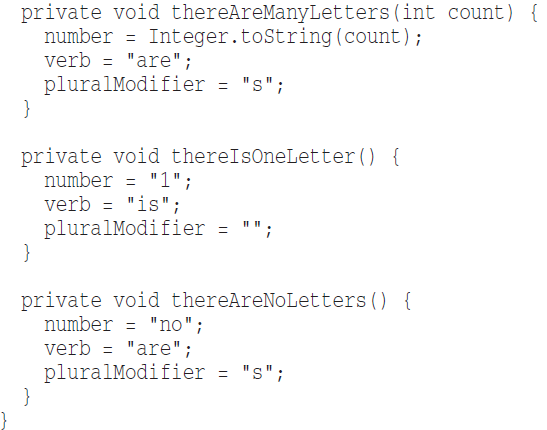 private void thereAreManyLetters(int count) {
number = Integer.toString(count);
verb = "are";
pluralModifier = "s";
}
private void thereIsOneLetter() {
number = "1";
verb = "is";
pluralModifier = "";
}
private void thereAreNoLetters() {
number = "no";
verb = "are";
pluralModifier = "s";
}
}